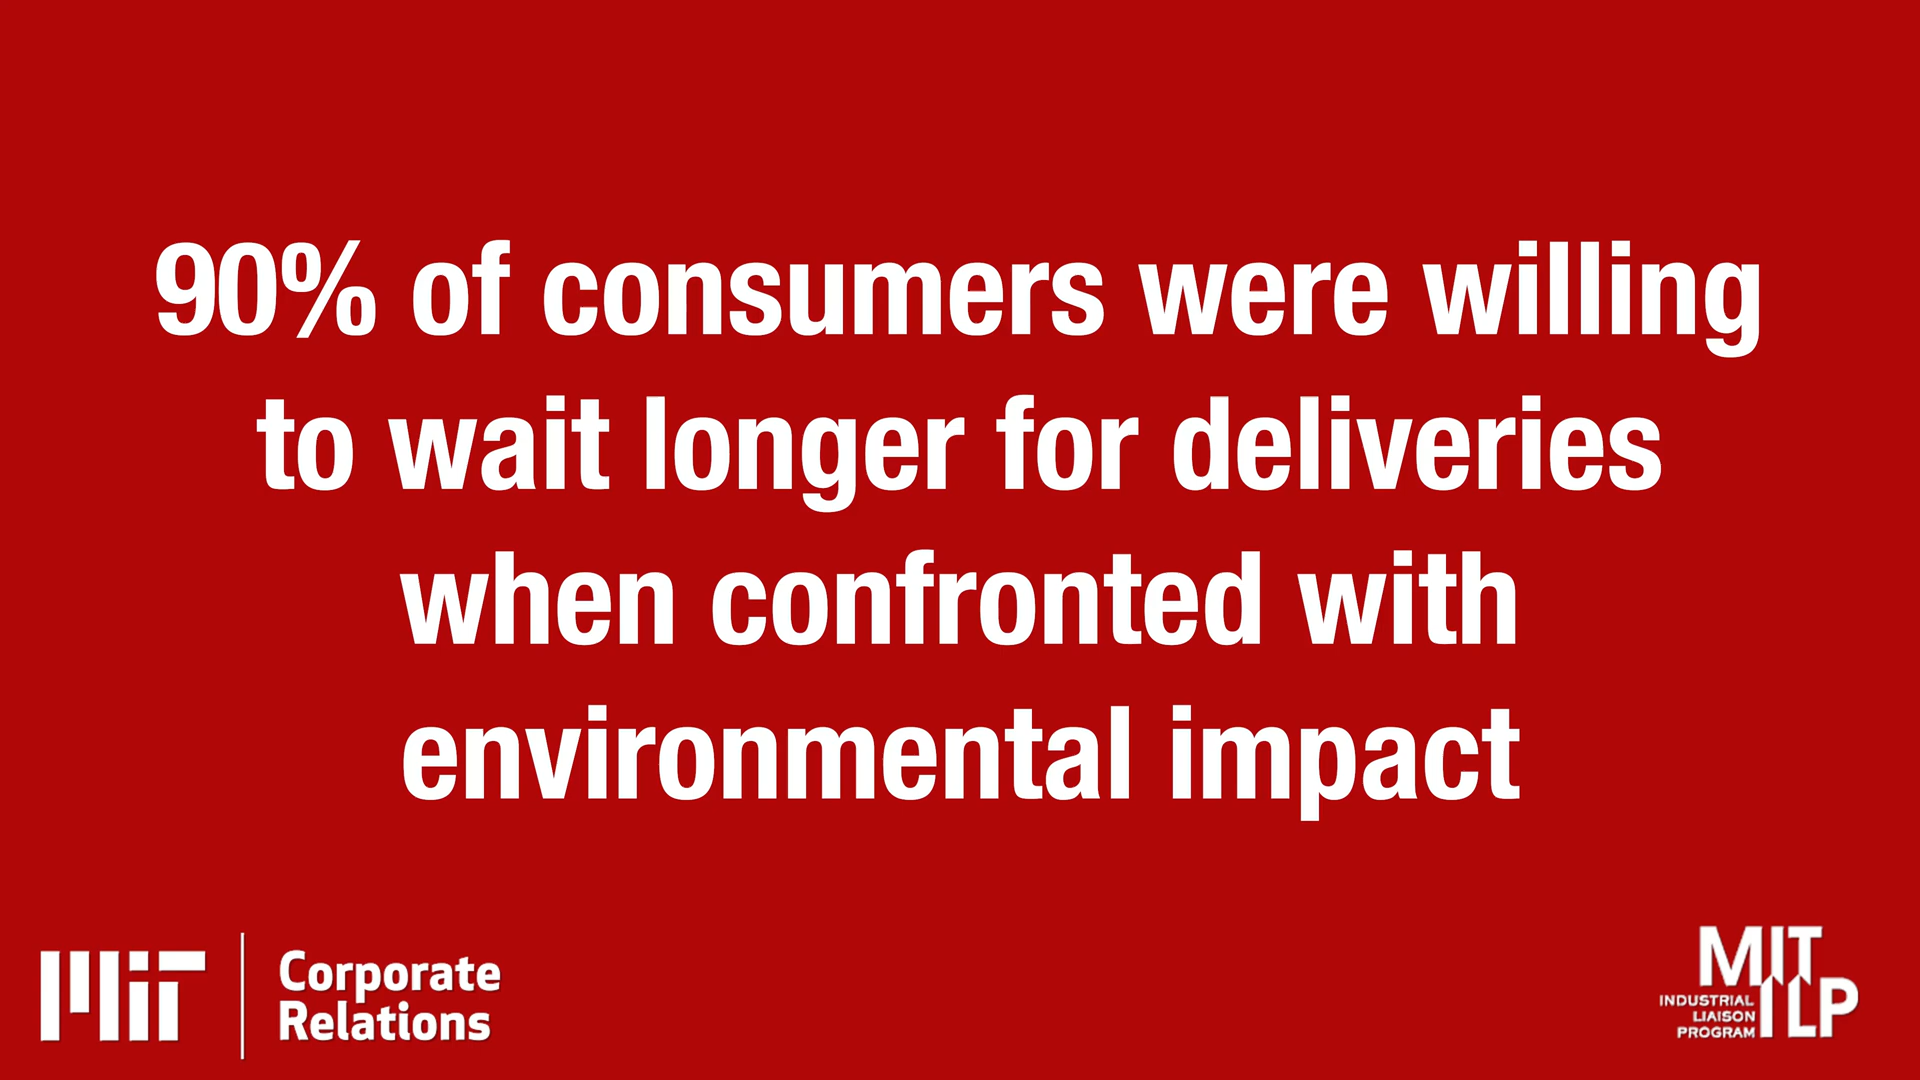 90% of consumers were willing
to wait longer for deliveries
when confronted with
environmental impact
MIT
Corporate
Relations
MIT
ILP
INDUSTRIAL
LIAISON
PROGRAM